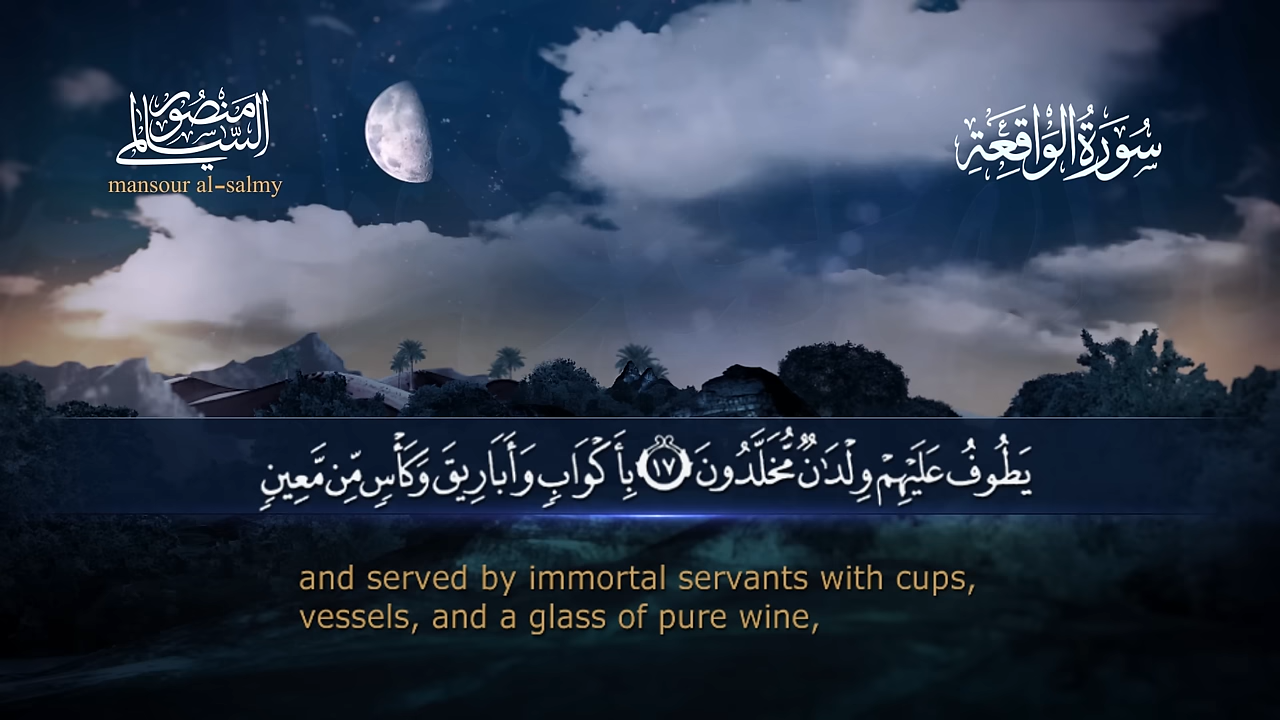 منصور
السالمي
mansour al-salmy
سُورَةُ الوَاقِعَةِ
يَطُوفُ عَلَيْهِمْ وِلْدَٰنٌ مُّخَلَّدُونَ ١٧ بِأَكْوَابٍ وَأَبَارِيقَ وَكَأْسٍ مِّن مَّعِينٍ
and served by immortal servants with cups,
vessels, and a glass of pure wine,